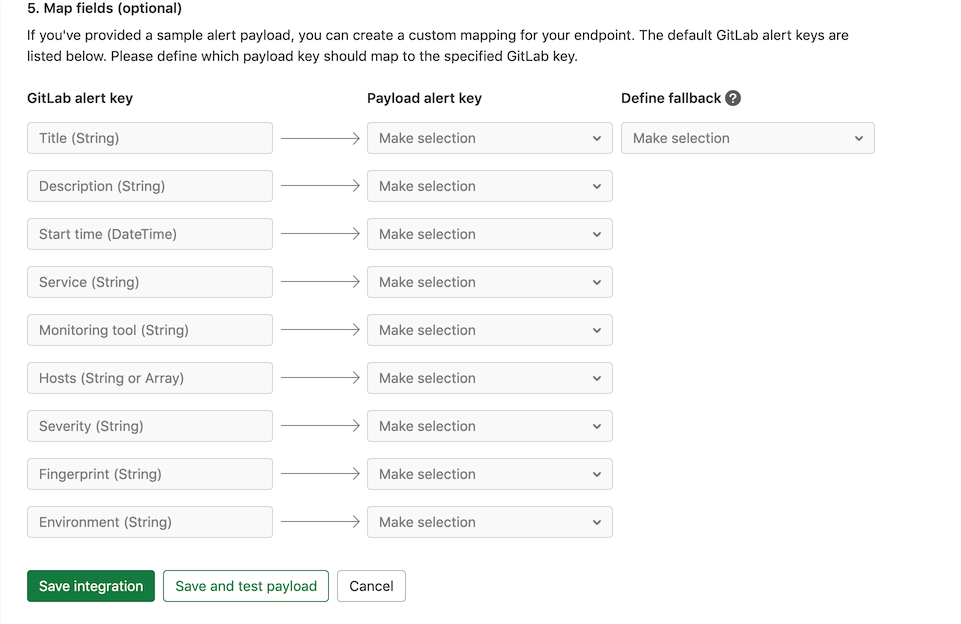 5. Map fields (optional)
If you've provided a sample alert payload, you can create a custom mapping for your endpoint. The default GitLab alert keys are
listed below. Please define which payload key should map to the specified GitLab key.
GitLab alert key Payload alert key Define fallback ?
Title (String) Make selection Make selection
Description (String) Make selection
Start time (DateTime) Make selection
Service (String) Make selection
Monitoring tool (String) Make selection
Hosts (String or Array) Make selection
Severity (String) Make selection
Fingerprint (String) Make selection
Environment (String) Make selection
Save integration Save and test payload Cancel